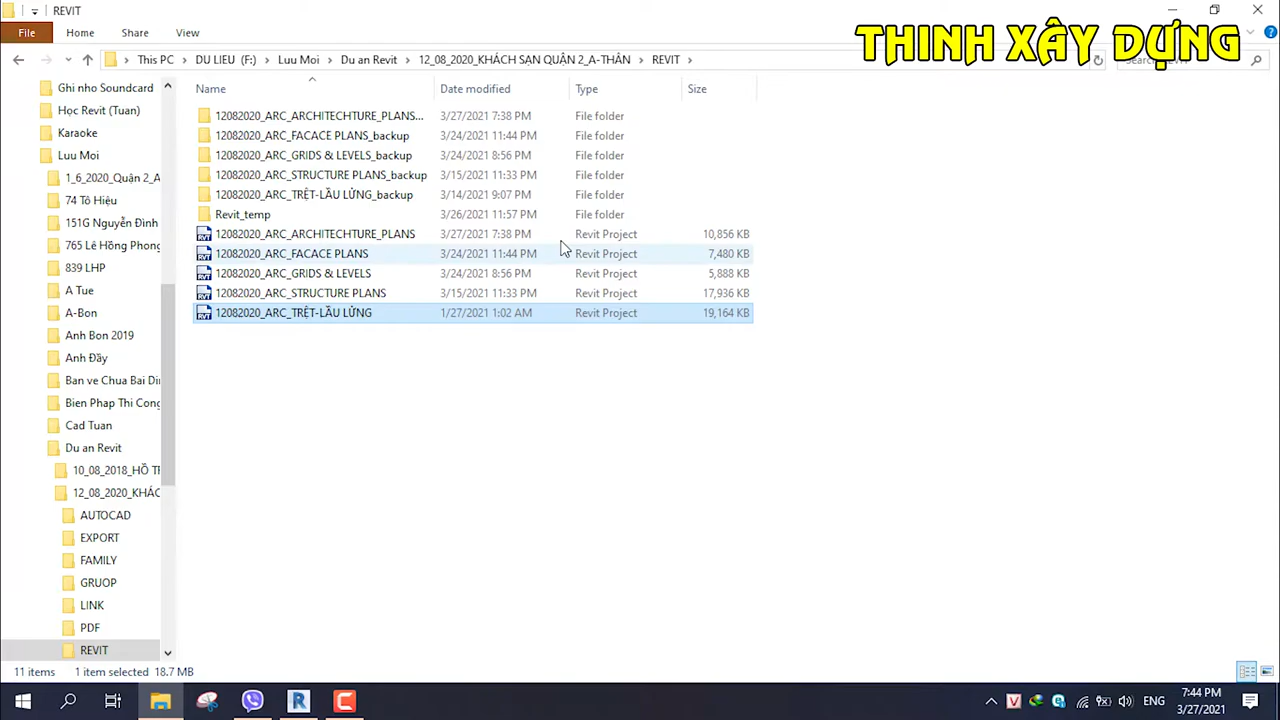 REVIT
THINH XÂY DỰNG
File Home Share View
This PC DU LIEU (F:) Luu Moi Du an Revit 12_08_2020_KHÁCH SẠN QUẬN 2_A-THÂN REVIT
Name Date modified Type Size
Ghi nho Soundcard
Học Revit (Tuan)
Karaoke
Luu Moi
1_6_2020_Quận 2_A
74 Tô Hiệu
151G Nguyễn Đình
765 Lê Hồng Phong
839 LHP
A Tue
A-Bon
Anh Bon 2019
Anh Đầy
Ban ve Chua Bai Din
Bien Phap Thi Cong
Cad Tuan
Du an Revit
10_08_2018_HỒ TR
12_08_2020_KHÁC
AUTOCAD
EXPORT
FAMILY
GRUOP
LINK
PDF
REVIT
12082020_ARC_ARCHITECHTURE_PLANS... 3/27/2021 7:38 PM File folder
12082020_ARC_FACACE PLANS_backup 3/24/2021 11:44 PM File folder
12082020_ARC_GRIDS & LEVELS_backup 3/24/2021 8:56 PM File folder
12082020_ARC_STRUCTURE PLANS_backup 3/15/2021 11:33 PM File folder
12082020_ARC_TRỆT-LẦU LỬNG_backup 3/14/2021 9:07 PM File folder
Revit_temp 3/26/2021 11:57 PM File folder
12082020_ARC_ARCHITECHTURE_PLANS 3/27/2021 7:38 PM Revit Project 10,856 KB
12082020_ARC_FACACE PLANS 3/24/2021 11:44 PM Revit Project 7,480 KB
12082020_ARC_GRIDS & LEVELS 3/24/2021 8:56 PM Revit Project 5,888 KB
12082020_ARC_STRUCTURE PLANS 3/15/2021 11:33 PM Revit Project 17,936 KB
12082020_ARC_TRỆT-LẦU LỬNG 1/27/2021 1:02 AM Revit Project 19,164 KB
11 items 1 item selected 18.7 MB
ENG
7:44 PM
3/27/2021